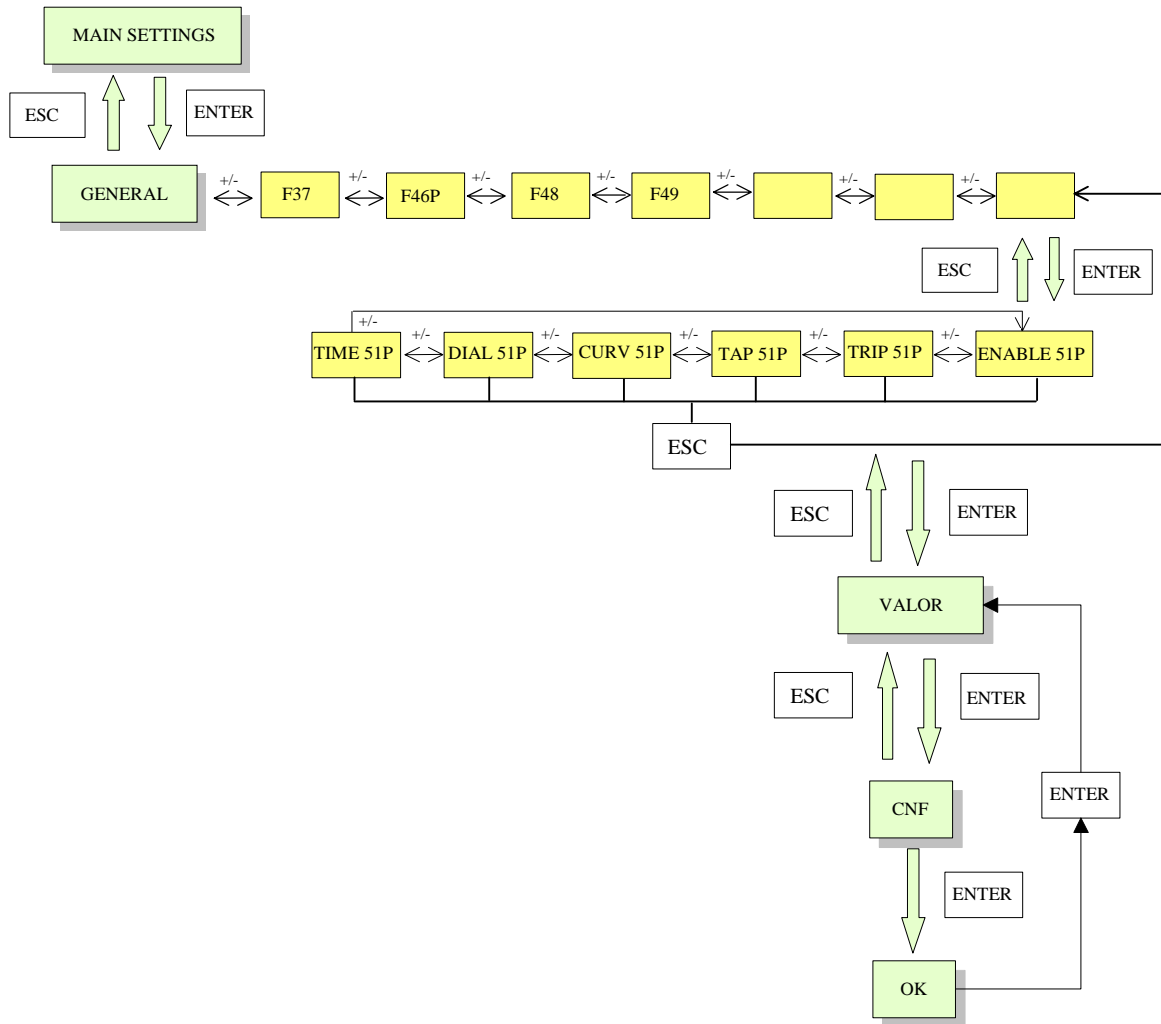 MAIN SETTINGS
ESC
ENTER
GENERAL
+/-
F37
+/-
F46P
+/-
F48
+/-
F49
+/-
+/-
+/-
ESC
ENTER
+/-
TIME 51P
+/-
DIAL 51P
+/-
CURV 51P
+/-
TAP 51P
+/-
TRIP 51P
+/-
ENABLE 51P
ESC
ESC
ENTER
VALOR
ESC
ENTER
CNF
ENTER
ENTER
OK